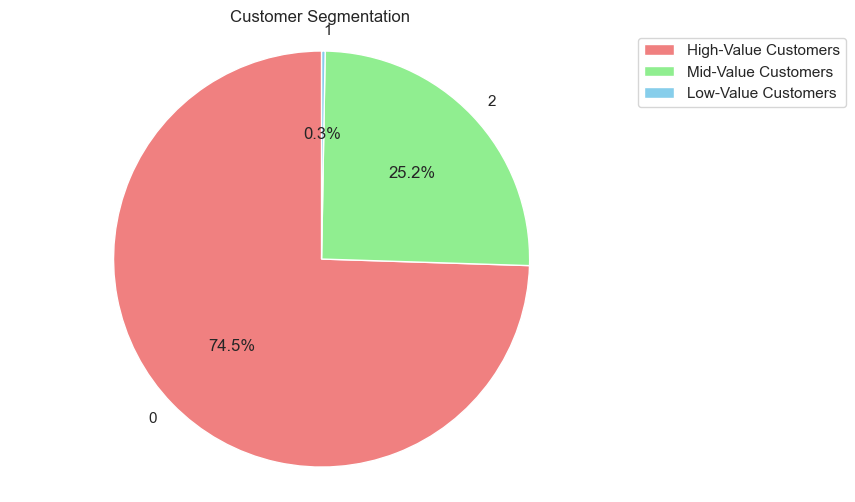 Customer Segmentation
1
High-Value Customers
Mid-Value Customers
Low-Value Customers
2
0.3%
25.2%
74.5%
0